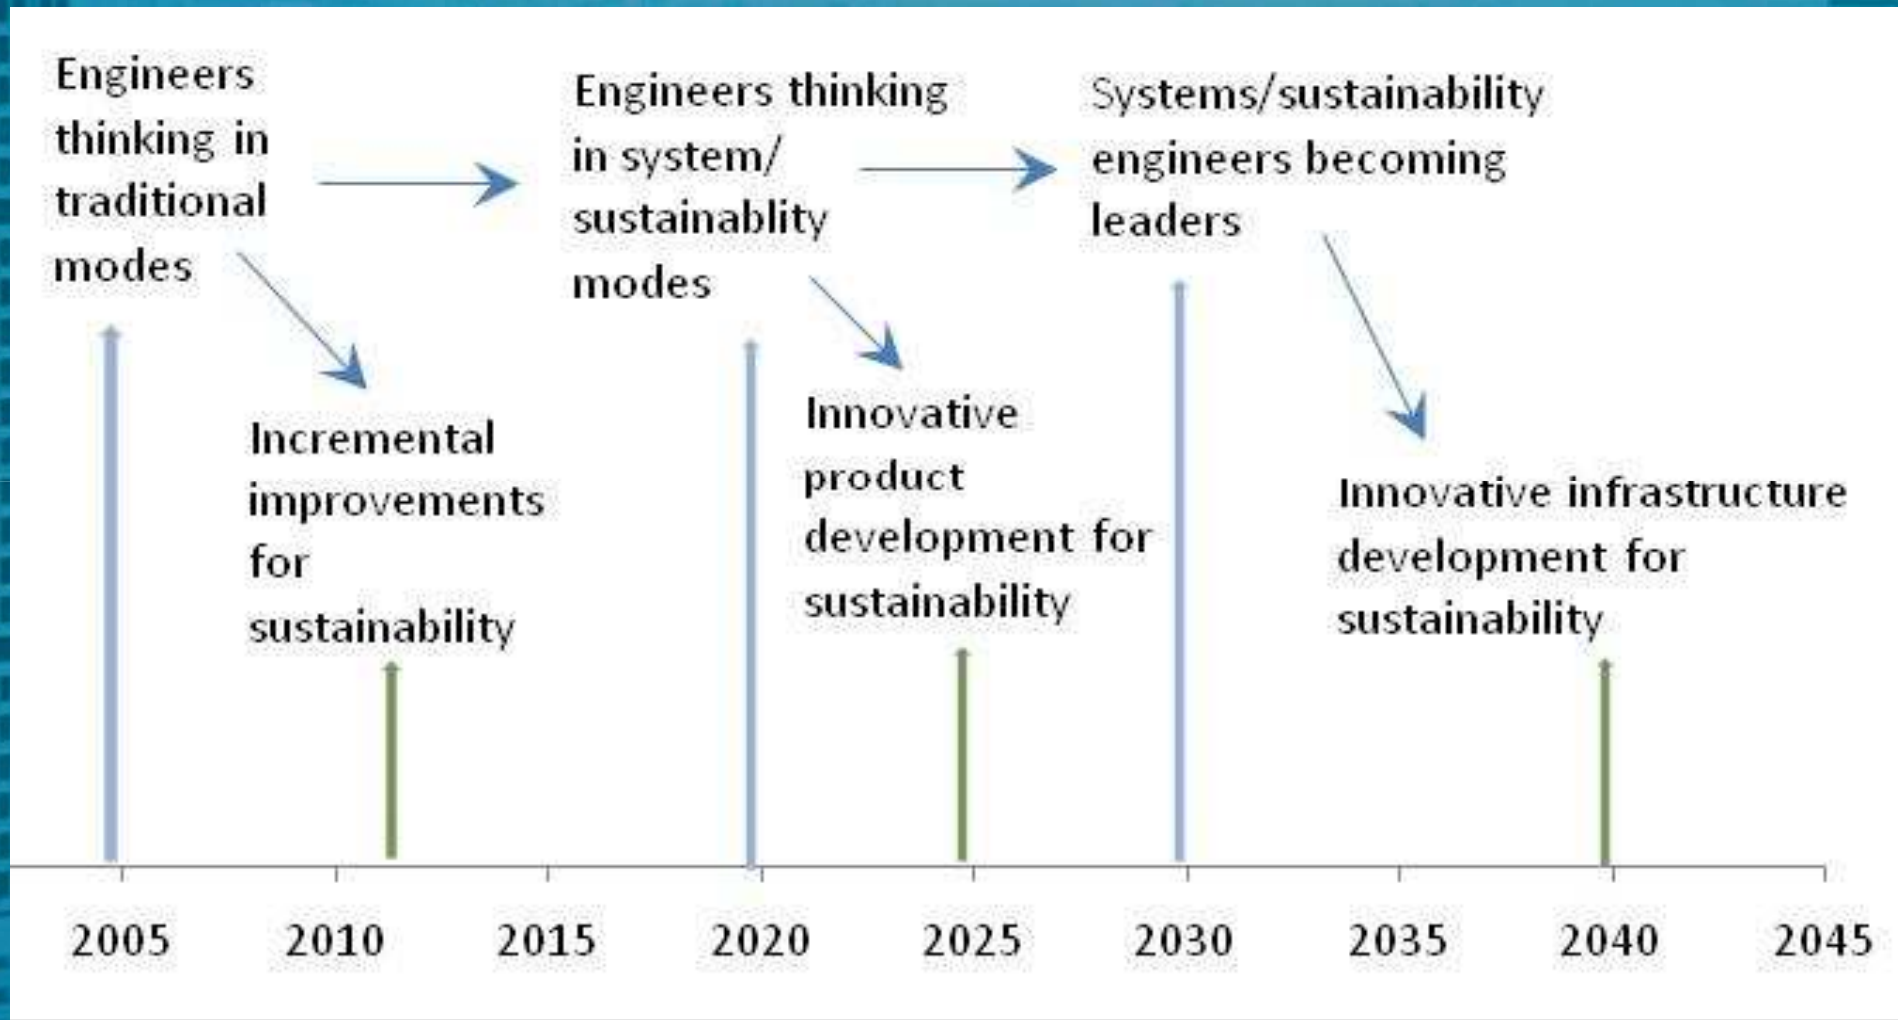 Engineers
thinking in
traditional
modes
Engineers thinking
in system/
sustainablity
modes
Systems/sustainability
engineers becoming
leaders
Incremental
improvements
for
sustainability
Innovative
product
development for
sustainability
Innovative infrastructure
development for
sustainability
2005 2010 2015 2020 2025 2030 2035 2040 2045